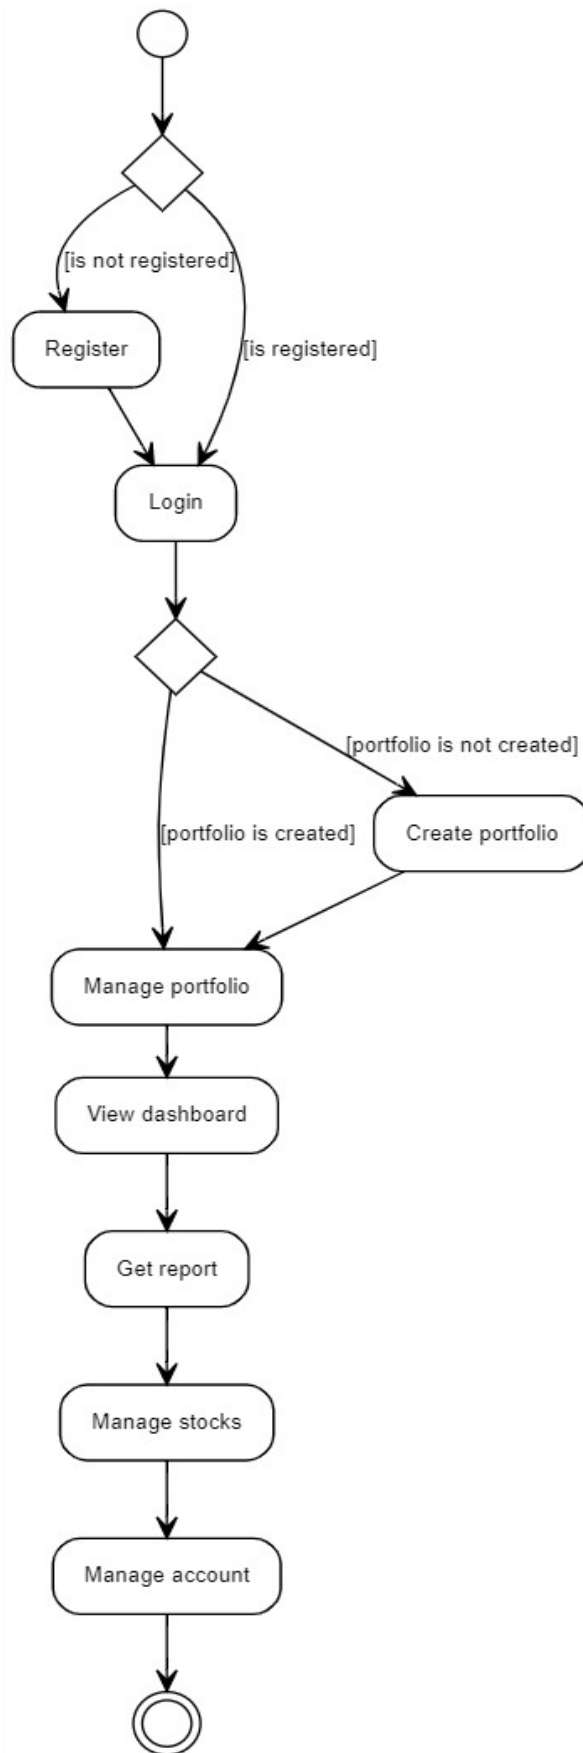 [is not registered]
Register
[is registered]
Login
[portfolio is not created]
[portfolio is created]
Create portfolio
Manage portfolio
View dashboard
Get report
Manage stocks
Manage account